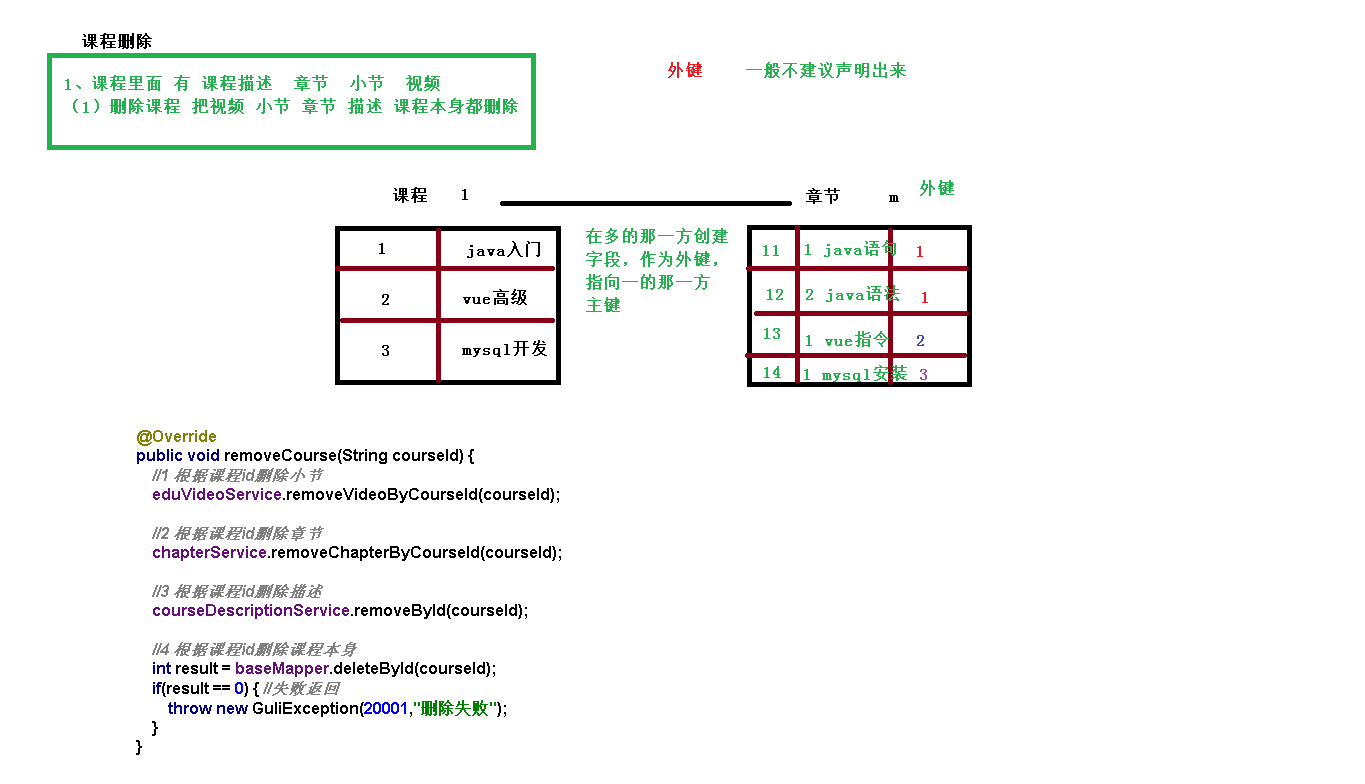 课程删除
1、课程里面 有 课程描述 章节 小节 视频
（1）删除课程 把视频 小节 章节 描述 课程本身都删除
外键 一般不建议声明出来
课程 1 章节 m 外键
1 java入门
2 vue高级
3 mysql开发
在多的那一方创建
字段，作为外键，
指向一的那一方
主键
11 1 java语句 1
12 2 java语法 1
13 1 vue指令 2
14 1 mysql安装 3
@Override
public void removeCourse(String courseId) {
//1 根据课程id删除小节
eduVideoService.removeVideoByCourseId(courseId);
//2 根据课程id删除章节
chapterService.removeChapterByCourseId(courseId);
//3 根据课程id删除描述
courseDescriptionService.removeById(courseId);
//4 根据课程id删除课程本身
int result = baseMapper.deleteById(courseId);
if(result == 0) { //失败返回
throw new GuliException(20001,"删除失败");
}
}